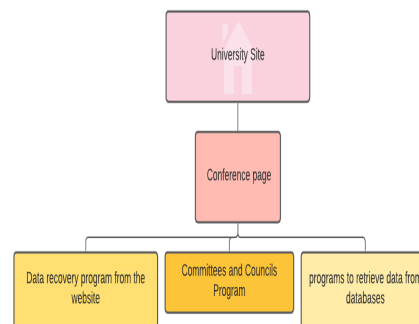 University Site
Conference page
Data recovery program from the
website
Committees and Councils
Program
programs to retrieve data from
databases